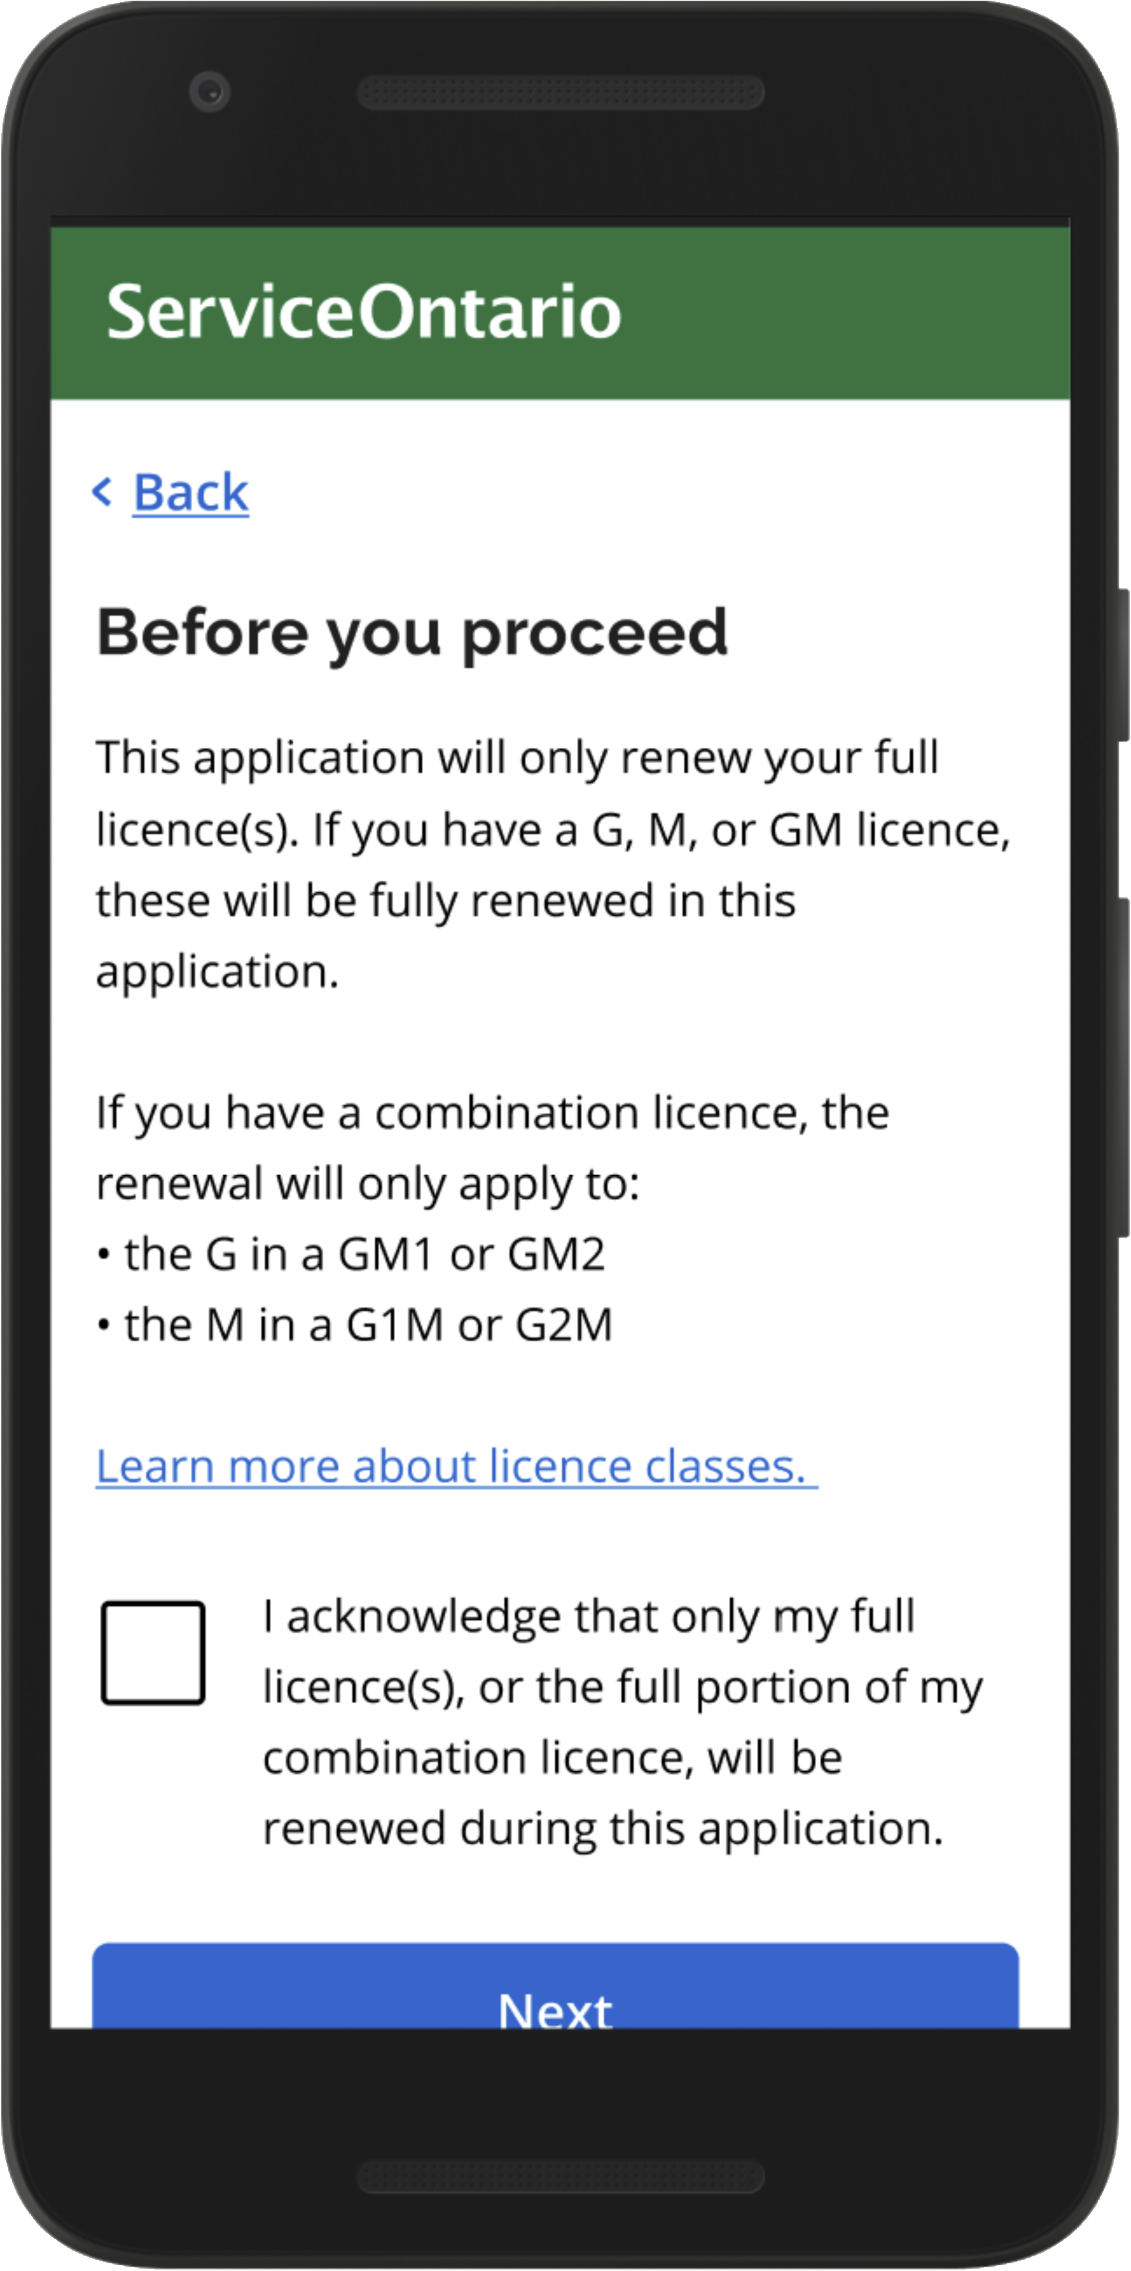 ServiceOntario
< Back
Before you proceed
This application will only renew your full
licence(s). If you have a G, M, or GM licence,
these will be fully renewed in this
application.
If you have a combination licence, the
renewal will only apply to:
• the G in a GM1 or GM2
• the M in a G1M or G2M
Learn more about licence classes.
I acknowledge that only my full
licence(s), or the full portion of my
combination licence, will be
renewed during this application.
Next